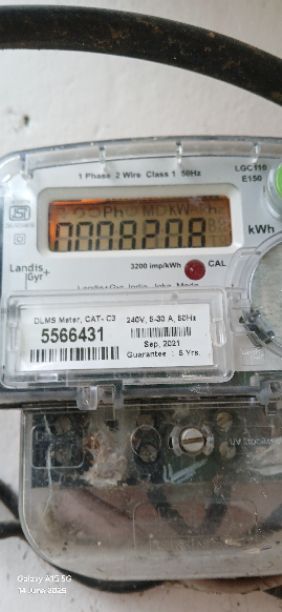 1 Phase 2 Wire Class 1 50Hz
LGC110
E150
kWh
3200 imp/kWh
CAL
Landis
Gyr+
DLMS Meter, CAT- C3
5566431
240V, 5-30 A, 50Hz
Sep, 2021
Guarantee : 5 Yrs.
Galaxy A15 5G
14 June 2025